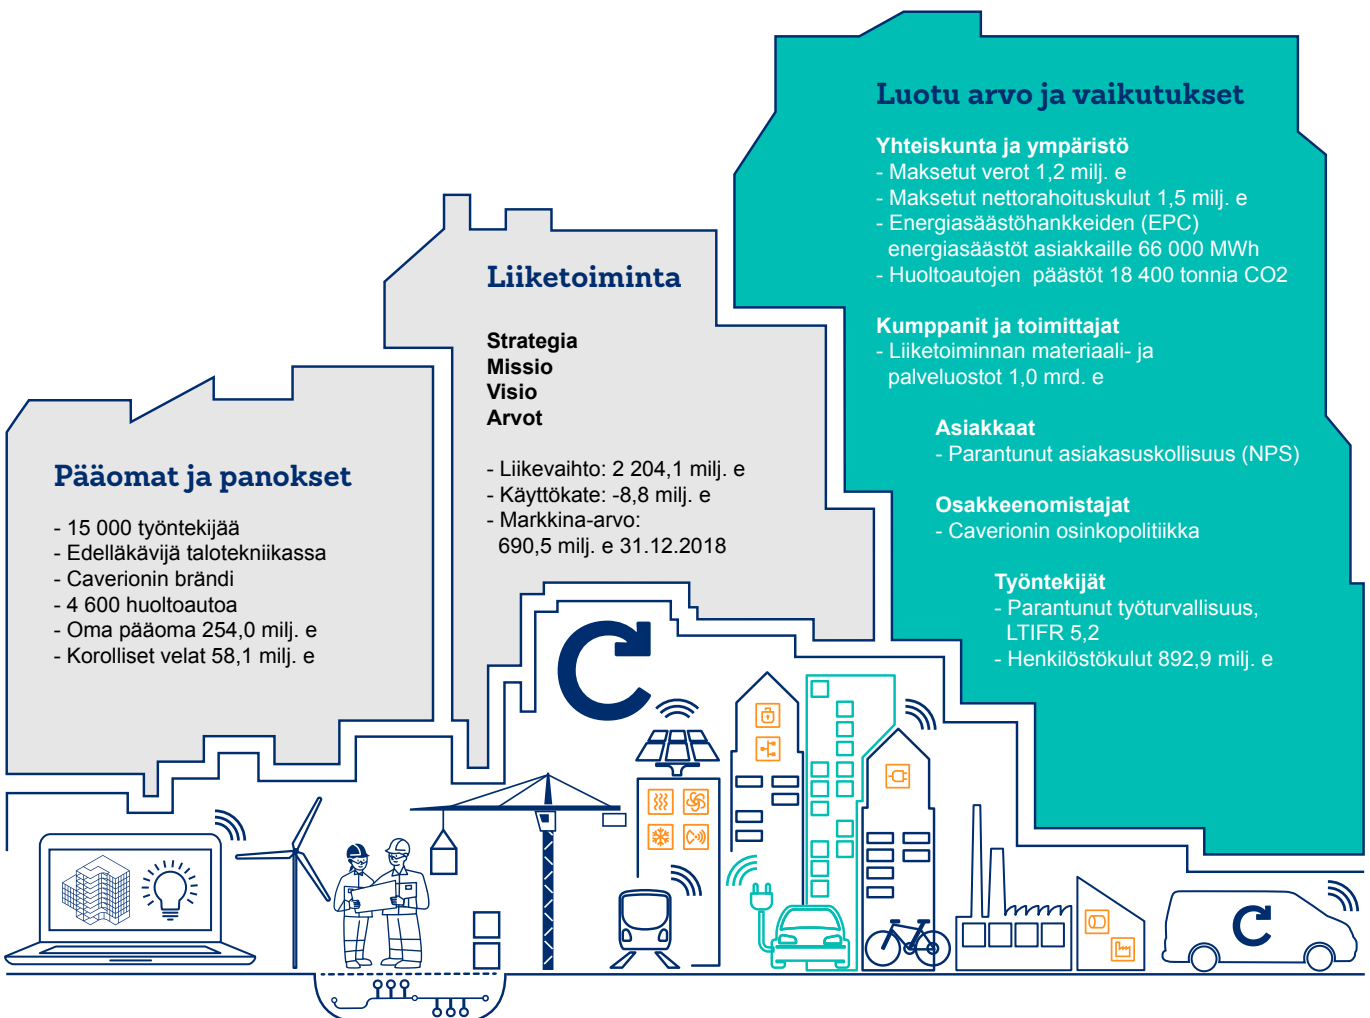 Pääomat ja panokset
- 15 000 työntekijää
- Edelläkävijä talotekniikassa
- Caverionin brändi
- 4 600 huoltoautoa
- Oma pääoma 254,0 milj. e
- Korolliset velat 58,1 milj. e
Liiketoiminta
Strategia
Missio
Visio
Arvot
- Liikevaihto: 2 204,1 milj. e
- Käyttökate: -8,8 milj. e
- Markkina-arvo:
690,5 milj. e 31.12.2018
Luotu arvo ja vaikutukset
Yhteiskunta ja ympäristö
- Maksetut verot 1,2 milj. e
- Maksetut nettorahoituskulut 1,5 milj. e
- Energiasäästöhankkeiden (EPC)
energiasäästöt asiakkaille 66 000 MWh
- Huoltoautojen päästöt 18 400 tonnia CO2
Kumppanit ja toimittajat
- Liiketoiminnan materiaali- ja
palveluostot 1,0 mrd. e
Asiakkaat
- Parantunut asiakasuskollisuus (NPS)
Osakkeenomistajat
- Caverionin osinkopolitiikka
Työntekijät
- Parantunut työturvallisuus,
LTIFR 5,2
- Henkilöstökulut 892,9 milj. e